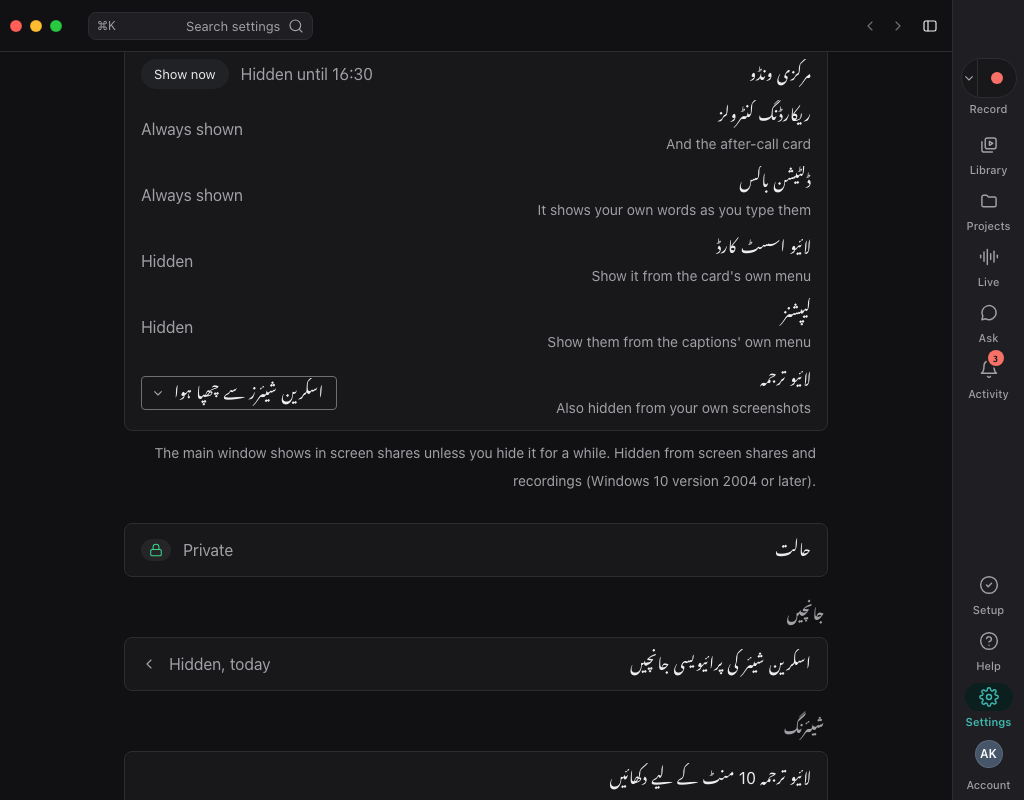 ⌘K Search settings
مرکزی ونڈو
Hidden until 16:30
Show now
ریکارڈنگ کنٹرولز
And the after-call card
Always shown
ڈکٹیشن باکس
It shows your own words as you type them
Always shown
لائیو اسسٹ کارڈ
Show it from the card's own menu
Hidden
کیپشنز
Show them from the captions' own menu
Hidden
لائیو ترجمہ
Also hidden from your own screenshots
اسکرین شیئرز سے چھپا ہوا
The main window shows in screen shares unless you hide it for a while. Hidden from screen shares and
recordings (Windows 10 version 2004 or later).
حالت
Private
جانچیں
اسکرین شیئر کی پرائیویسی جانچیں
Hidden, today
شیئرنگ
لائیو ترجمہ 10 منٹ کے لیے دکھائیں
Record
Library
Projects
Live
Ask
3
Activity
Setup
Help
Settings
AK
Account